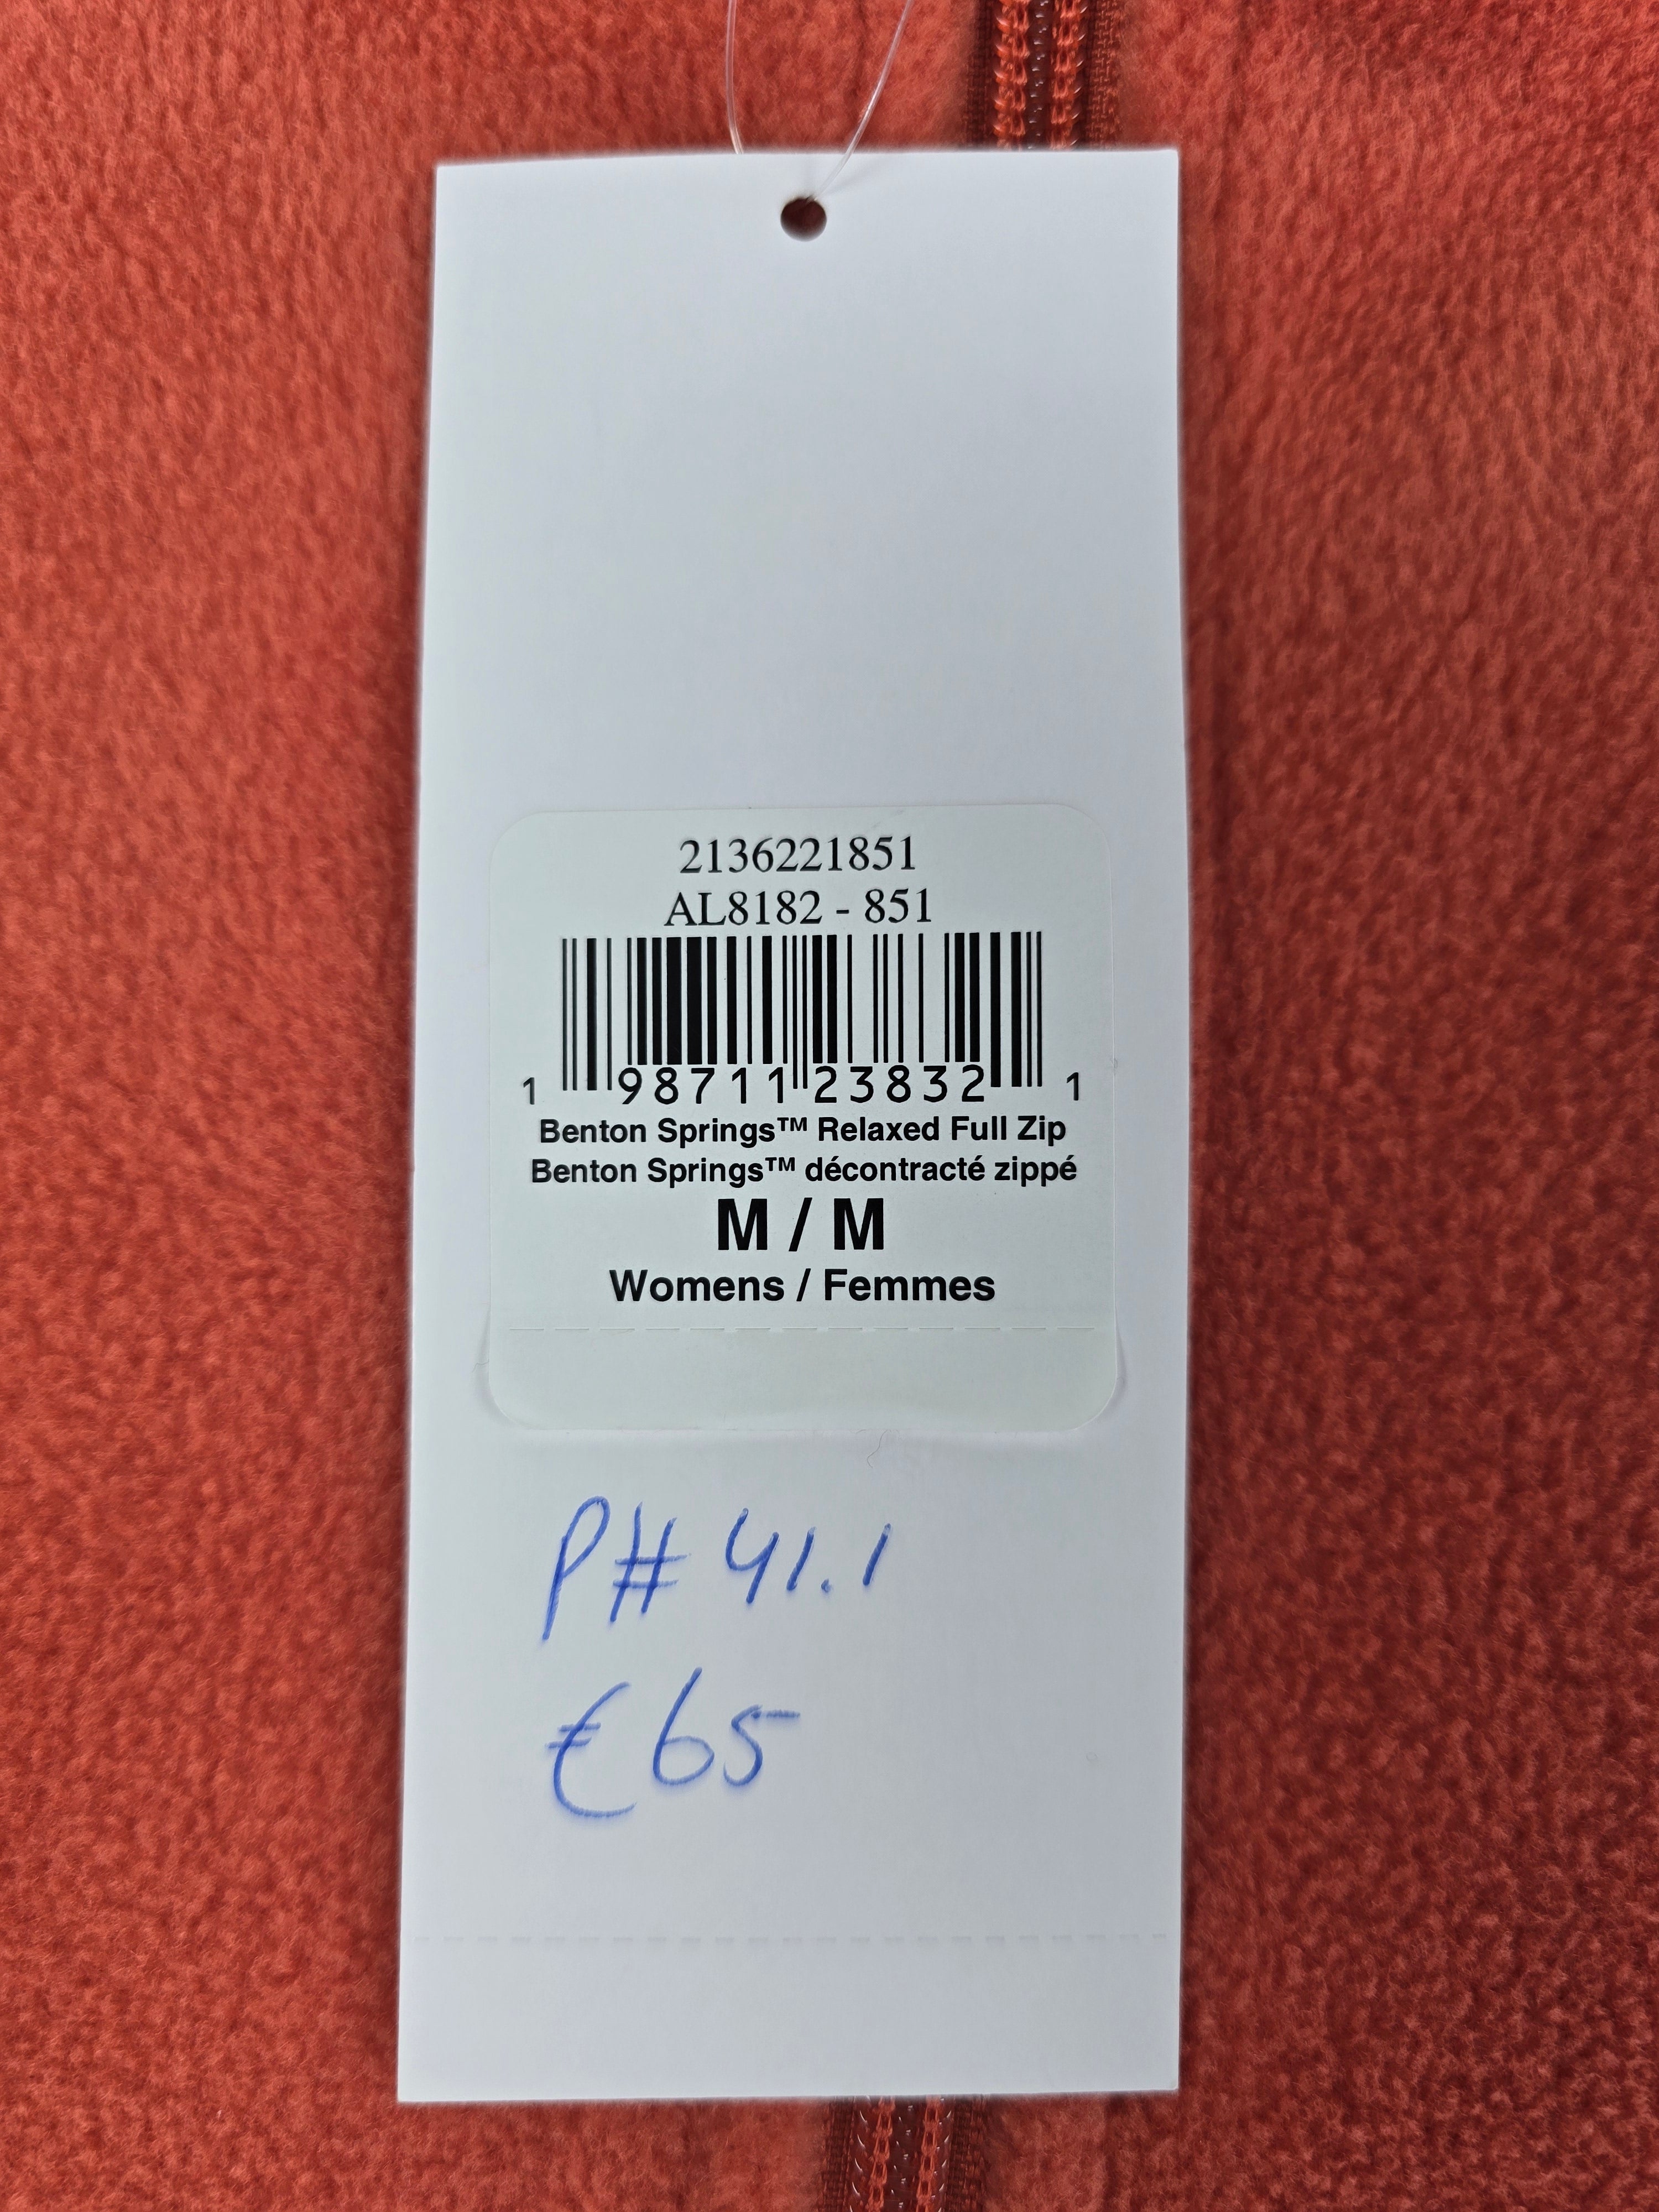 2136221851
AL8182 - 851
1 98711 23832 1
Benton Springs™ Relaxed Full Zip
Benton Springs™ décontracté zippé
M / M
Womens / Femmes
P# 41.1
€65